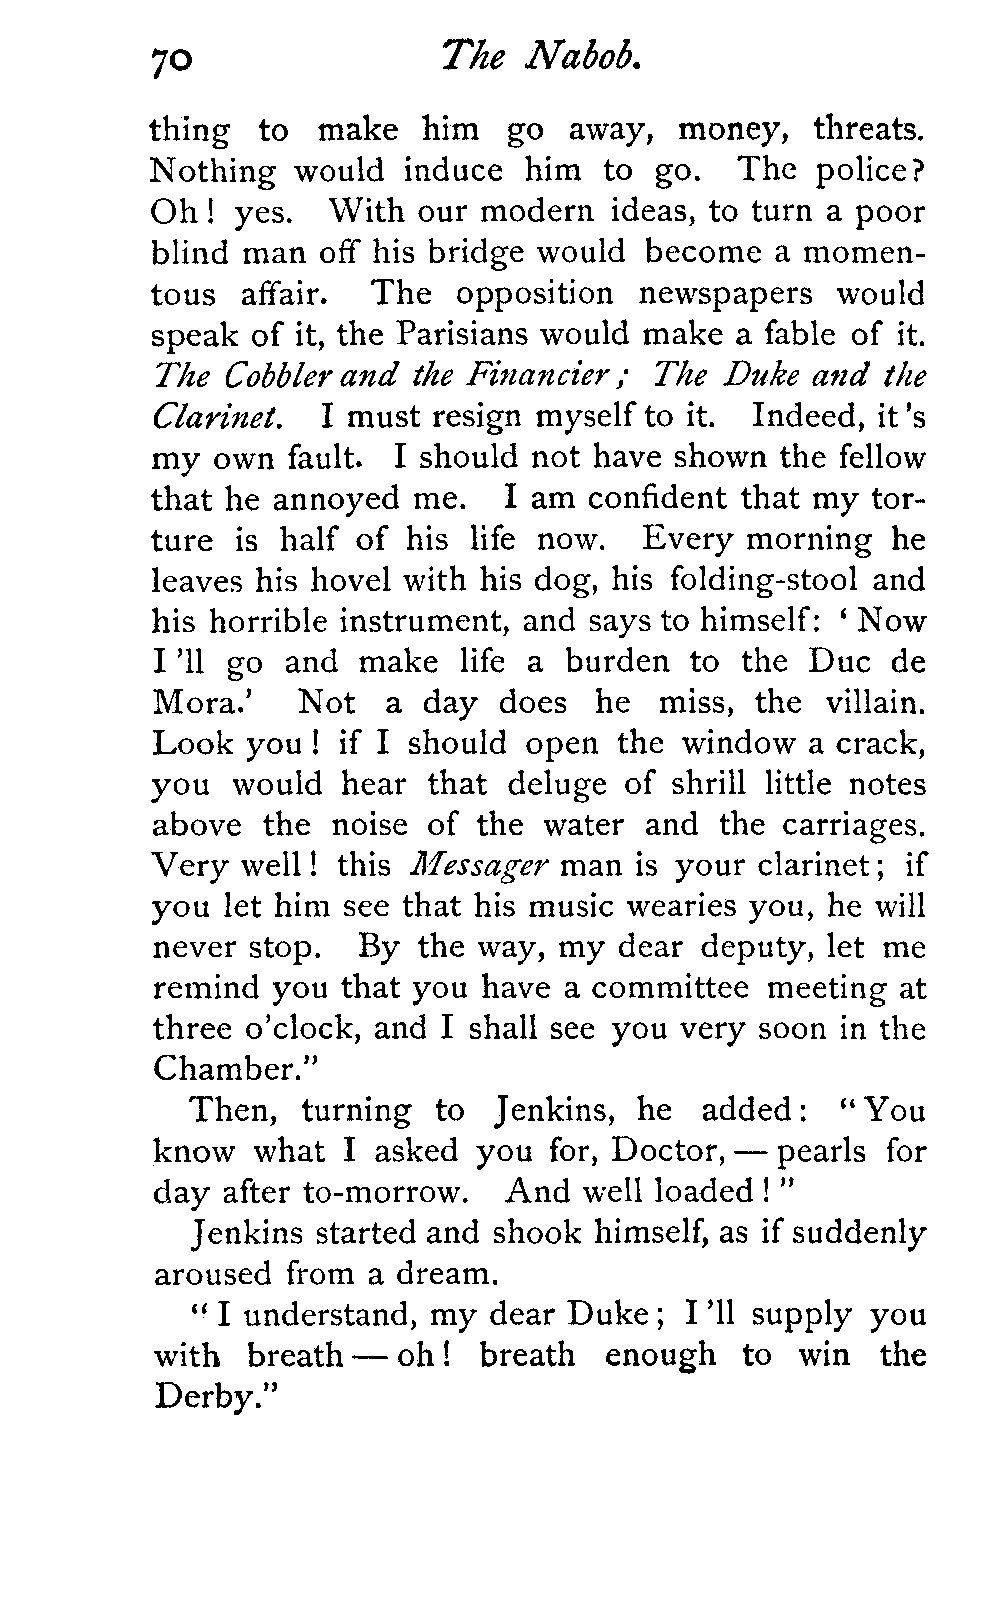 70 The Nabob.
thing to make him go away, money, threats.
Nothing would induce him to go. The police?
Oh! yes. With our modern ideas, to turn a poor
blind man off his bridge would become a momen-
tous affair. The opposition newspapers would
speak of it, the Parisians would make a fable of it.
The Cobbler and the Financier; The Duke and the
Clarinet. I must resign myself to it. Indeed, it's
my own fault. I should not have shown the fellow
that he annoyed me. I am confident that my tor-
ture is half of his life now. Every morning he
leaves his hovel with his dog, his folding-stool and
his horrible instrument, and says to himself: 'Now
I'll go and make life a burden to the Duc de
Mora.' Not a day does he miss, the villain.
Look you! if I should open the window a crack,
you would hear that deluge of shrill little notes
above the noise of the water and the carriages.
Very well! this Messager man is your clarinet; if
you let him see that his music wearies you, he will
never stop. By the way, my dear deputy, let me
remind you that you have a committee meeting at
three o'clock, and I shall see you very soon in the
Chamber."
Then, turning to Jenkins, he added: "You
know what I asked you for, Doctor, — pearls for
day after to-morrow. And well loaded!"
Jenkins started and shook himself, as if suddenly
aroused from a dream.
"I understand, my dear Duke; I'll supply you
with breath — oh! breath enough to win the
Derby."